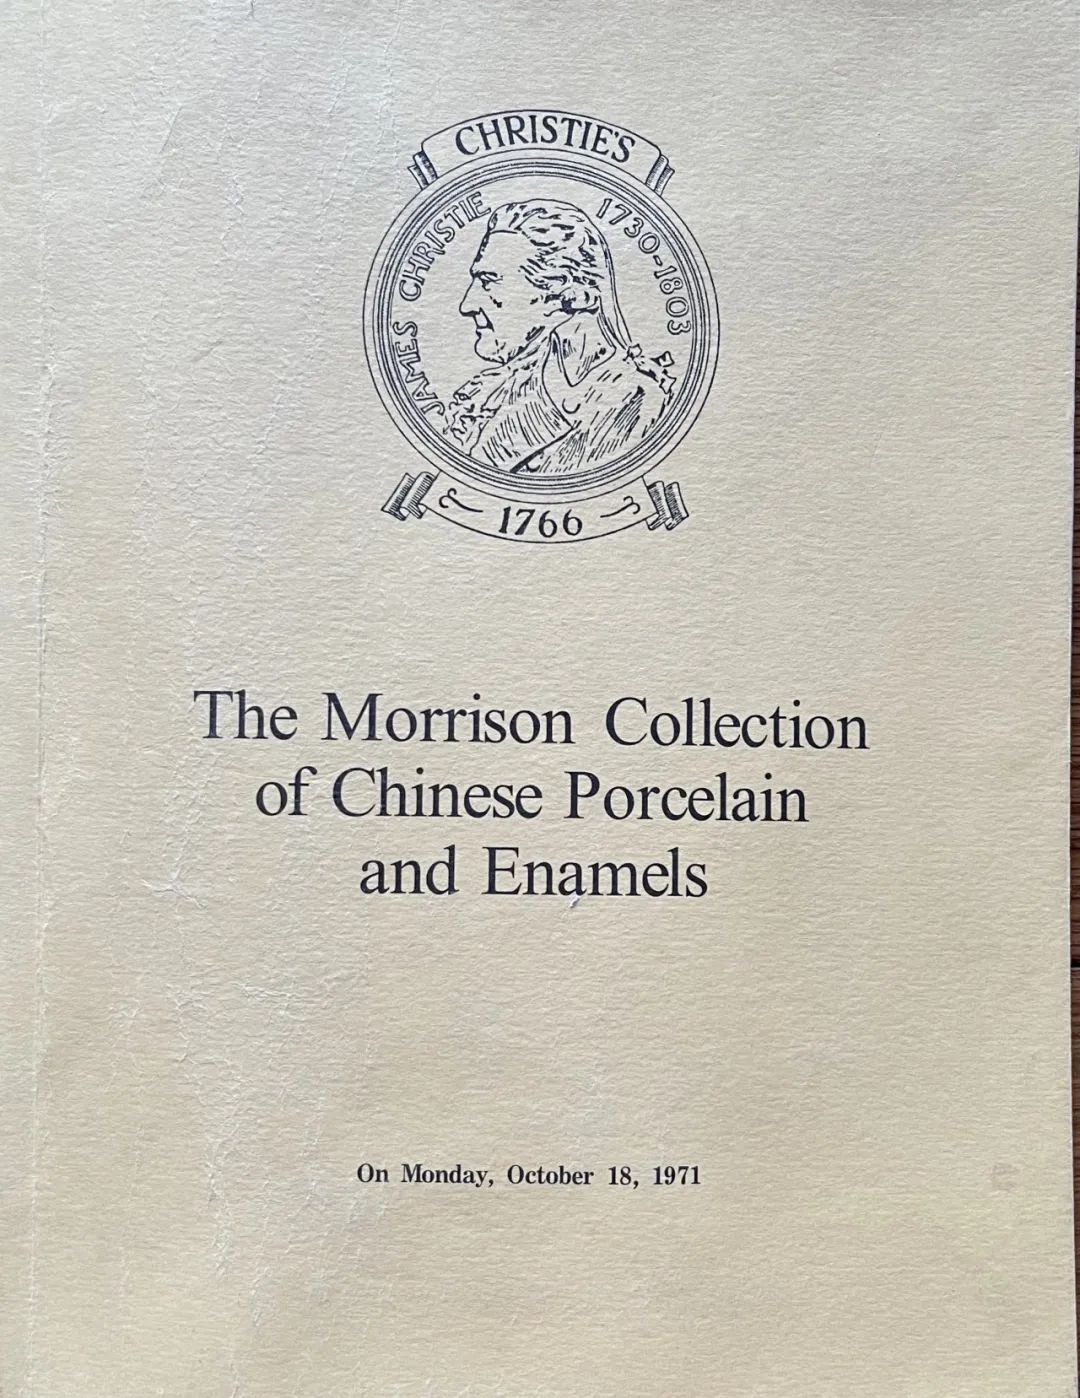 CHRISTIE'S
JAMES CHRISTIE 1730-1803
1766
The Morrison Collection
of Chinese Porcelain
and Enamels
On Monday, October 18, 1971